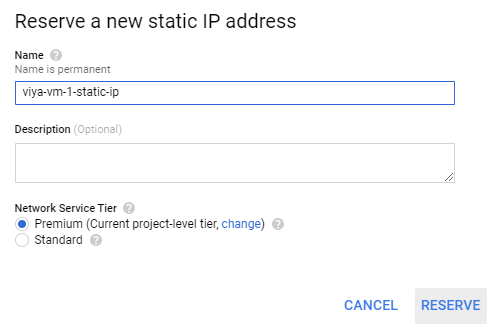 Reserve a new static IP address
Name
Name is permanent
viya-vm-1-static-ip
Description (Optional)
Network Service Tier
Premium (Current project-level tier, change)
Standard
CANCEL RESERVE